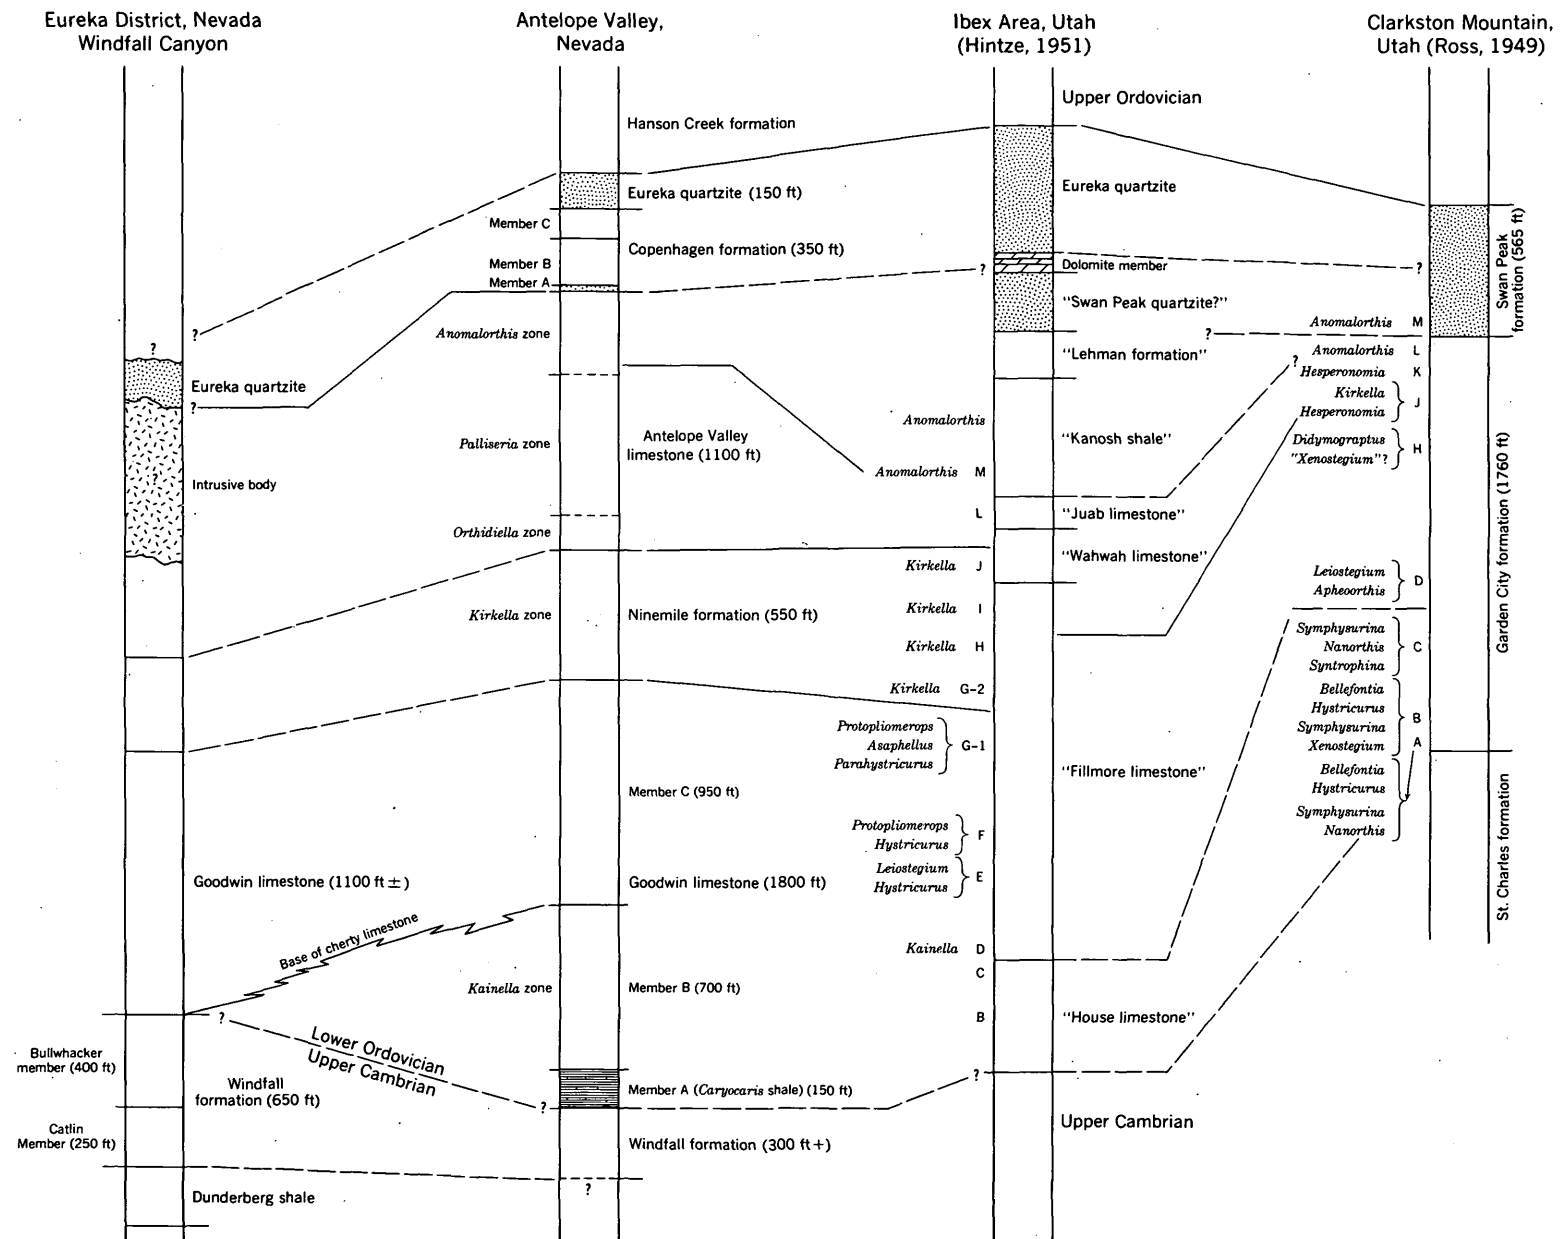 Eureka District, Nevada
Windfall Canyon
?
?
Eureka quartzite
?
?
Intrusive body
Goodwin limestone (1100 ft ±)
Base of cherty limestone
?
Lower Ordovician
Upper Cambrian
Bullwhacker
member (400 ft)
Windfall
formation (650 ft)
Catlin
Member (250 ft)
Dunderberg shale
Antelope Valley,
Nevada
Hanson Creek formation
Eureka quartzite (150 ft)
Member C
Copenhagen formation (350 ft)
Member B
Member A
Anomalorthis zone
Palliseria zone
Antelope Valley
limestone (1100 ft)
Orthidiella zone
Kirkella zone
Ninemile formation (550 ft)
Member C (950 ft)
Goodwin limestone (1800 ft)
Kainella zone
Member B (700 ft)
Member A (Caryocaris shale) (150 ft)
?
Windfall formation (300 ft+)
?
Ibex Area, Utah
(Hintze, 1951)
Upper Ordovician
Eureka quartzite
?
Dolomite member
"Swan Peak quartzite?"
"Lehman formation"
Anomalorthis
"Kanosh shale"
Anomalorthis M
L
"Juab limestone"
"Wahwah limestone"
Kirkella J
Kirkella I
Kirkella H
Kirkella G-2
Protopliomerops
Asaphellus G-1
Parahystricurus
"Fillmore limestone"
Protopliomerops
Hystricurus
F
Leiostegium
Hystricurus
E
Kainella D
C
B
"House limestone"
?
Upper Cambrian
Clarkston Mountain,
Utah (Ross, 1949)
?
Swan Peak
formation (565 ft)
Anomalorthis M
?
Anomalorthis L
?
Hesperonomia K
Kirkella
Hesperonomia
J
Didymograptus
"Xenostegium"?
H
Garden City formation (1760 ft)
Leiostegium
Apheoorthis
D
Symphysurina
Nanorthis C
Syntrophina
Bellefontia
Hystricurus
B
Symphysurina
Xenostegium
A
Bellefontia
Hystricurus
Symphysurina
Nanorthis
St. Charles formation